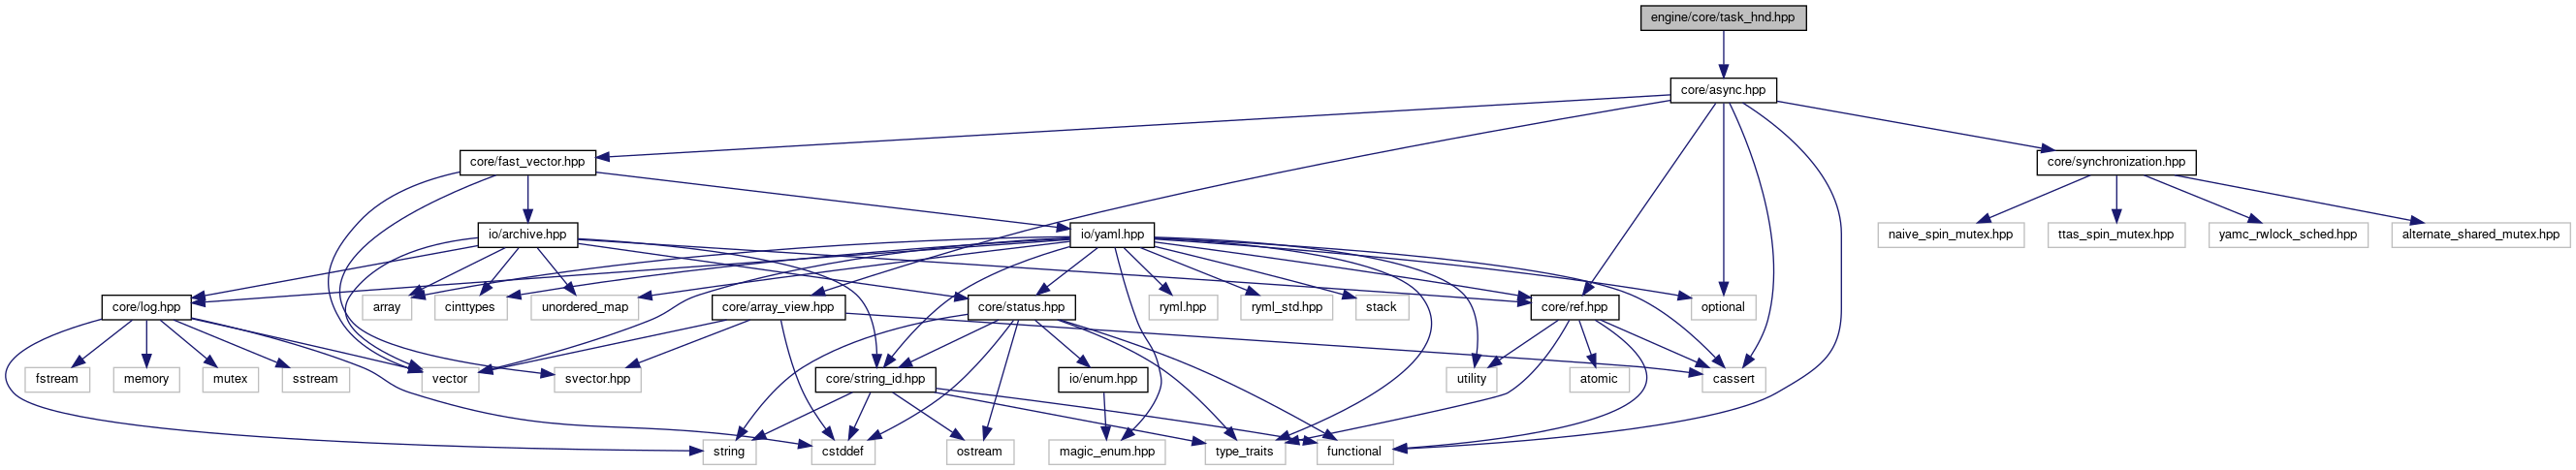 engine/core/task_hnd.hpp
core/async.hpp
core/fast_vector.hpp
core/synchronization.hpp
io/archive.hpp
io/yaml.hpp
naive_spin_mutex.hpp
ttas_spin_mutex.hpp
yamc_rwlock_sched.hpp
alternate_shared_mutex.hpp
core/log.hpp
array
cinttypes
unordered_map
core/array_view.hpp
core/status.hpp
ryml.hpp
ryml_std.hpp
stack
core/ref.hpp
optional
fstream
memory
mutex
sstream
vector
svector.hpp
core/string_id.hpp
io/enum.hpp
utility
atomic
cassert
string
cstddef
ostream
magic_enum.hpp
type_traits
functional